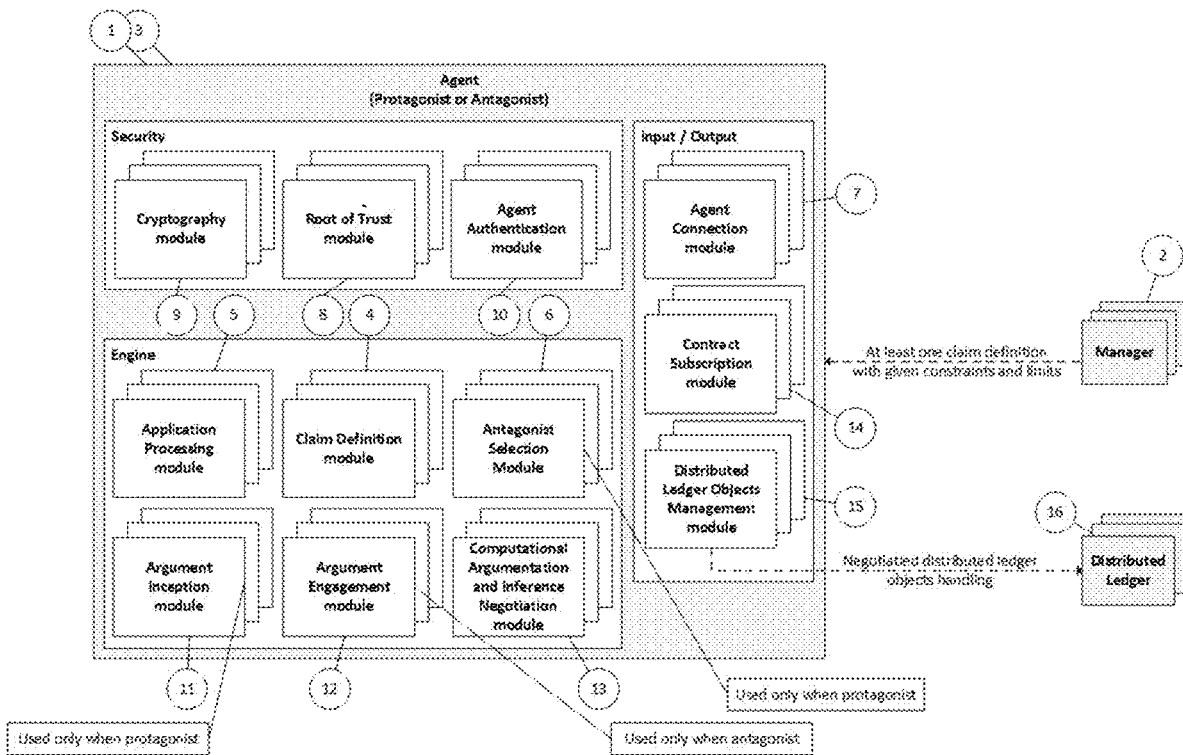 1
3
Agent
(Protagonist or Antagonist)
Security
Input / Output
Cryptography
module
Root of Trust
module
Agent
Authentication
module
Agent
Connection
module
7
2
9
5
8
4
10
6
Contract
Subscription
module
At least one claim definition
with given constraints and limits
Manager
Engine
Application
Processing
module
Claim Definition
module
Antagonist
Selection
Module
14
Distributed
Ledger Objects
Management
module
15
16
Argument
Inception
module
Argument
Engagement
module
Computational
Argumentation
and Inference
Negotiation
module
Negotiated distributed ledger
objects handling
Distributed
Ledger
11
12
13
Used only when protagonist
Used only when protagonist
Used only when antagonist